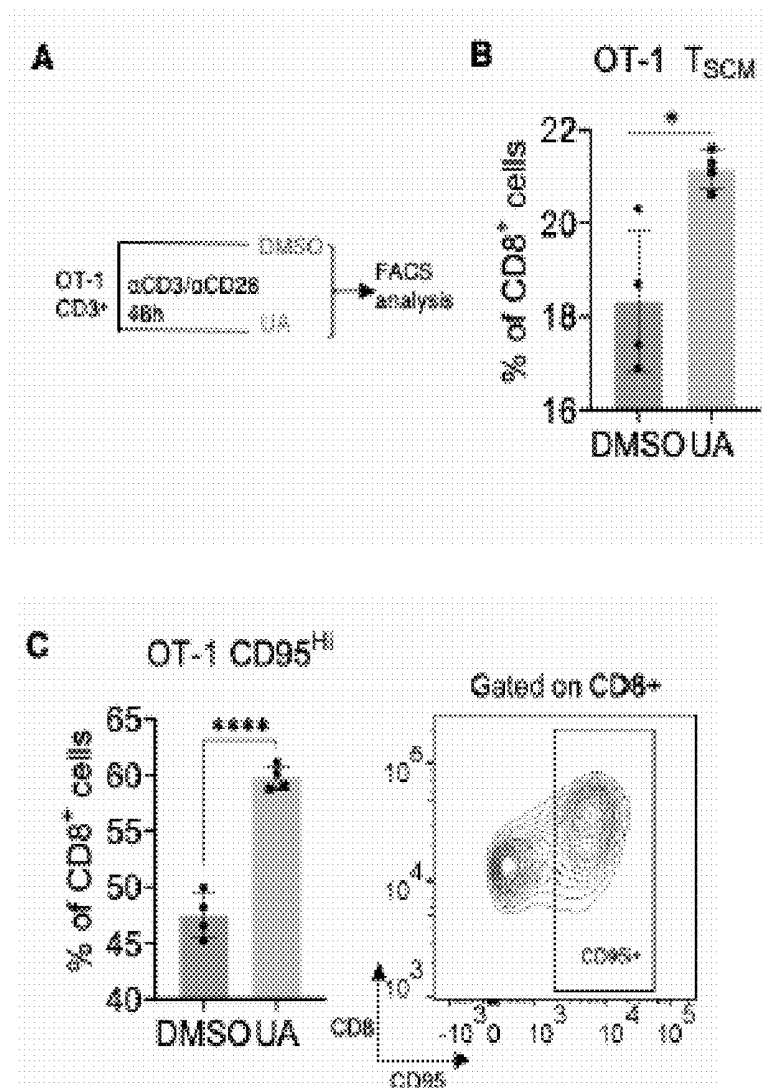 A
OT-1
CD3+
DMSO
αCD3/αCD28
48h
UA
FACS
analysis
B
OT-1 TSCM
% of CD8+ cells
22
20
18
16
*
DMSO UA
C
OT-1 CD95Hi
% of CD8+ cells
65
60
55
50
45
40
****
DMSO UA
Gated on CD8+
10^5
10^4
10^3
CD95+
CD8
-10^3 0 10^3 10^4 10^5
CD95